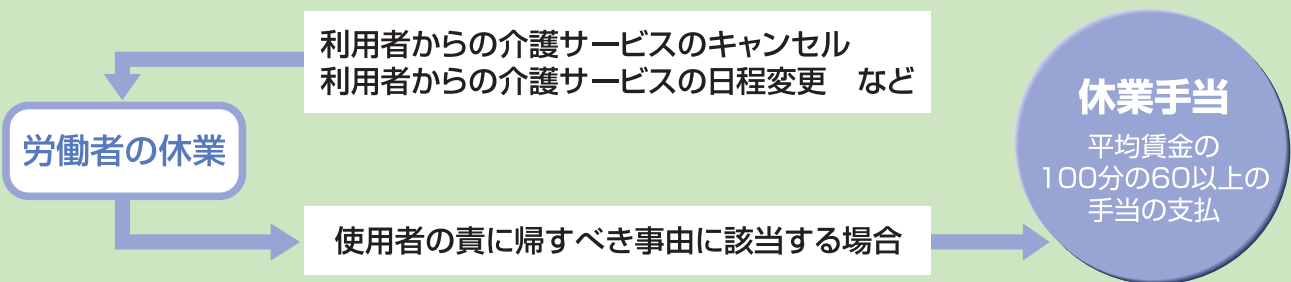 利用者からの介護サービスのキャンセル
利用者からの介護サービスの日程変更　など
労働者の休業
使用者の責に帰すべき事由に該当する場合
休業手当
平均賃金の
100分の60以上の
手当の支払